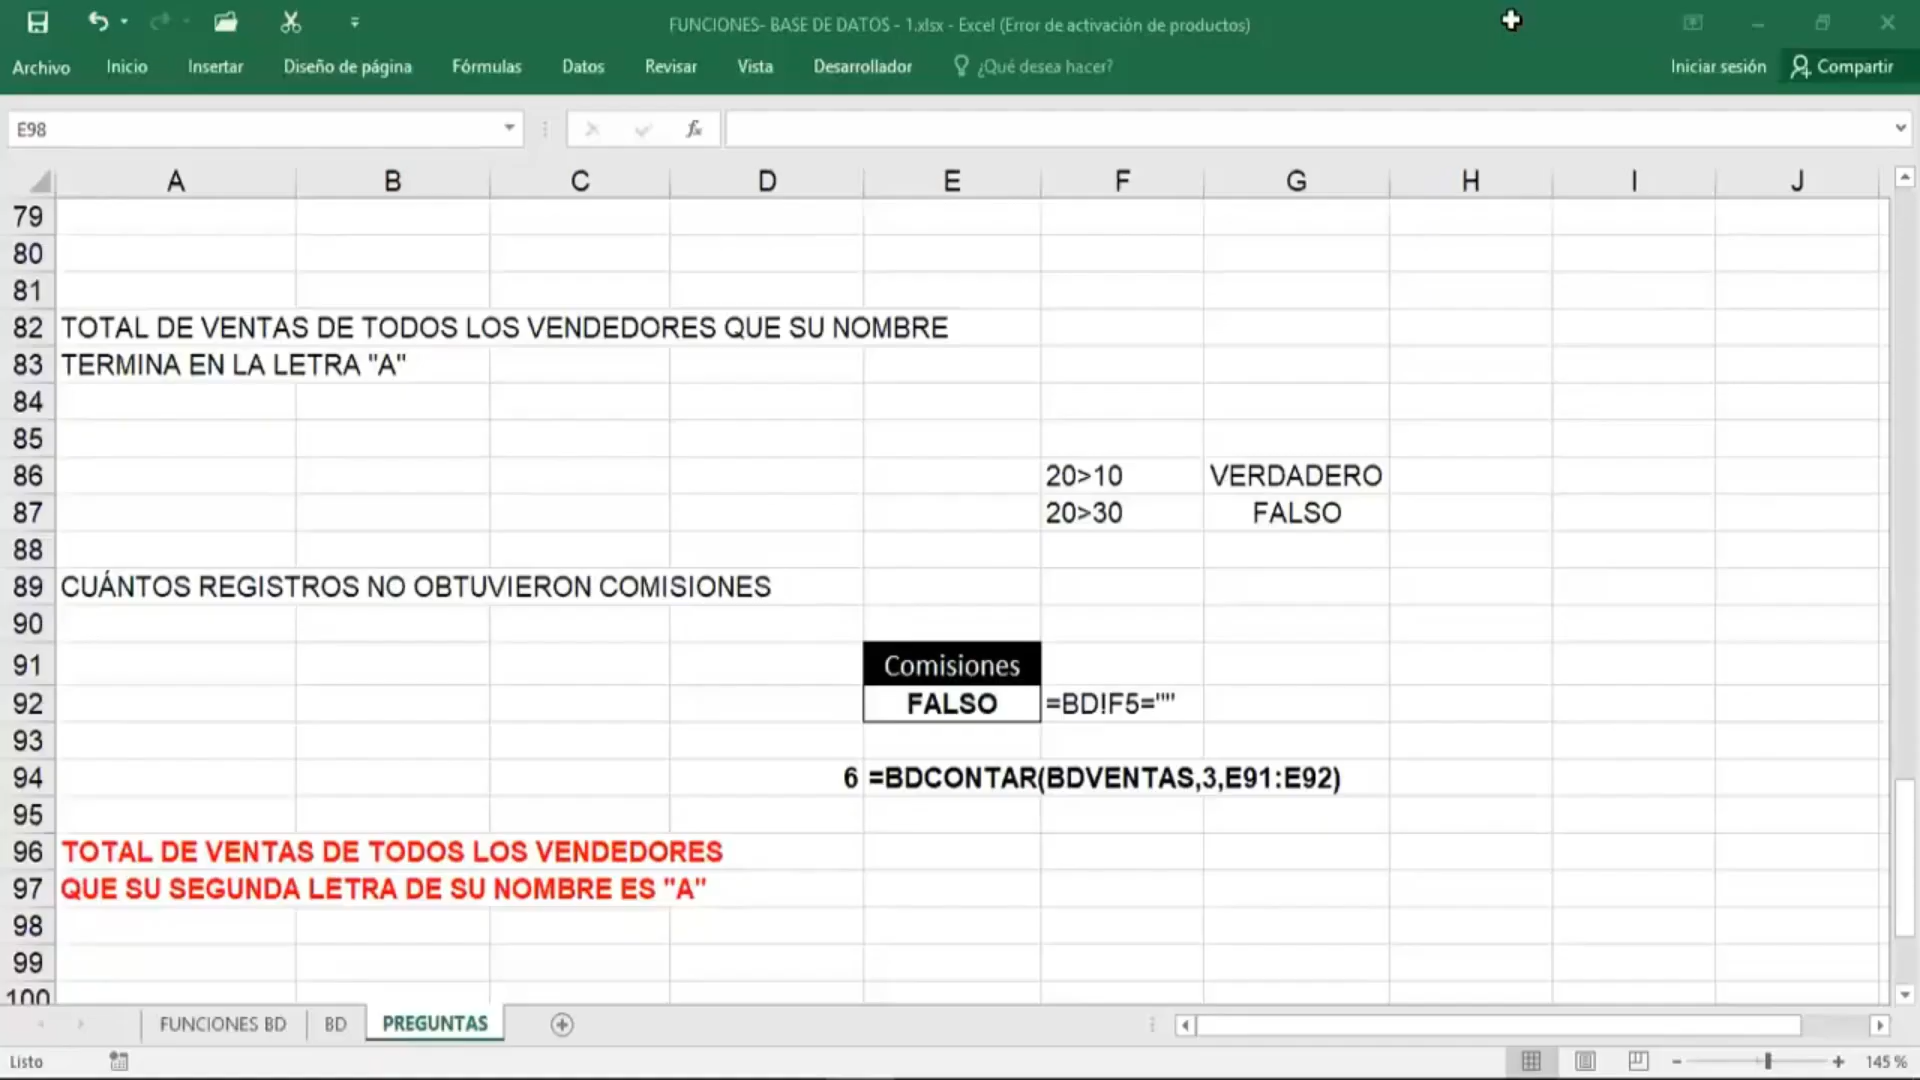 FUNCIONES- BASE DE DATOS - 1.xlsx - Excel (Error de activación de productos)
Archivo Inicio Insertar Diseño de página Fórmulas Datos Revisar Vista Desarrollador ¿Qué desea hacer? Iniciar sesión Compartir
E98 fx
A B C D E F G H I J
79
80
81
82 TOTAL DE VENTAS DE TODOS LOS VENDEDORES QUE SU NOMBRE
83 TERMINA EN LA LETRA "A"
84
85
86 20>10 VERDADERO
87 20>30 FALSO
88
89 CUÁNTOS REGISTROS NO OBTUVIERON COMISIONES
90
91 Comisiones
92 FALSO =BD!F5=""
93
94 6 =BDCONTAR(BDVENTAS,3,E91:E92)
95
96 TOTAL DE VENTAS DE TODOS LOS VENDEDORES
97 QUE SU SEGUNDA LETRA DE SU NOMBRE ES "A"
98
99
100
FUNCIONES BD BD PREGUNTAS
Listo 145 %